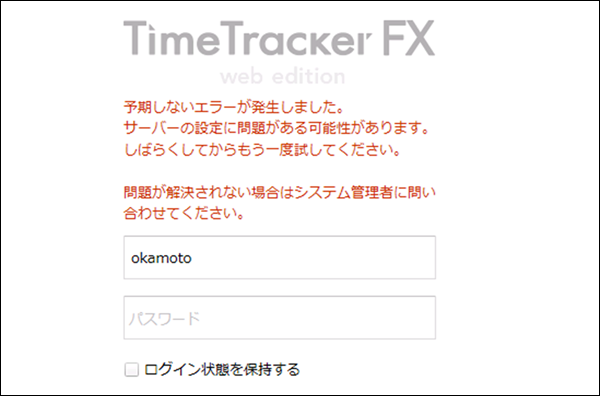 TimeTracker FX
web edition
予期しないエラーが発生しました。
サーバーの設定に問題がある可能性があります。
しばらくしてからもう一度試してください。
問題が解決されない場合はシステム管理者に問い
合わせてください。
okamoto
パスワード
ログイン状態を保持する